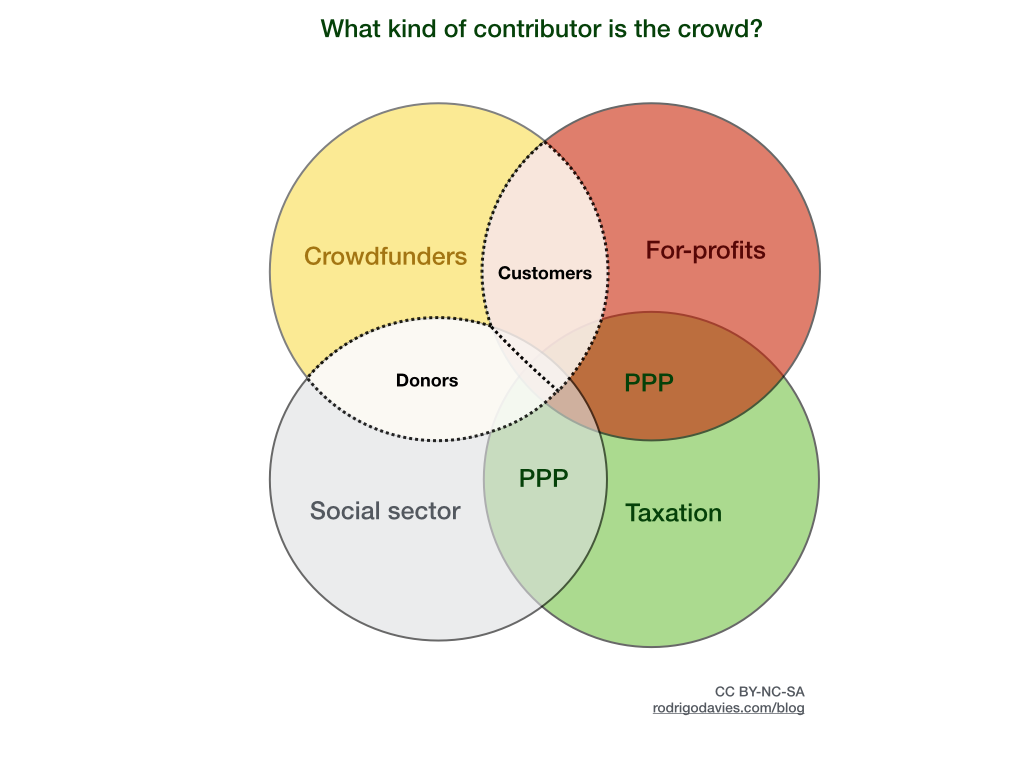 What kind of contributor is the crowd?
Crowdfunders
For-profits
Customers
Donors
PPP
PPP
Social sector
Taxation
CC BY-NC-SA
rodrigodavies.com/blog